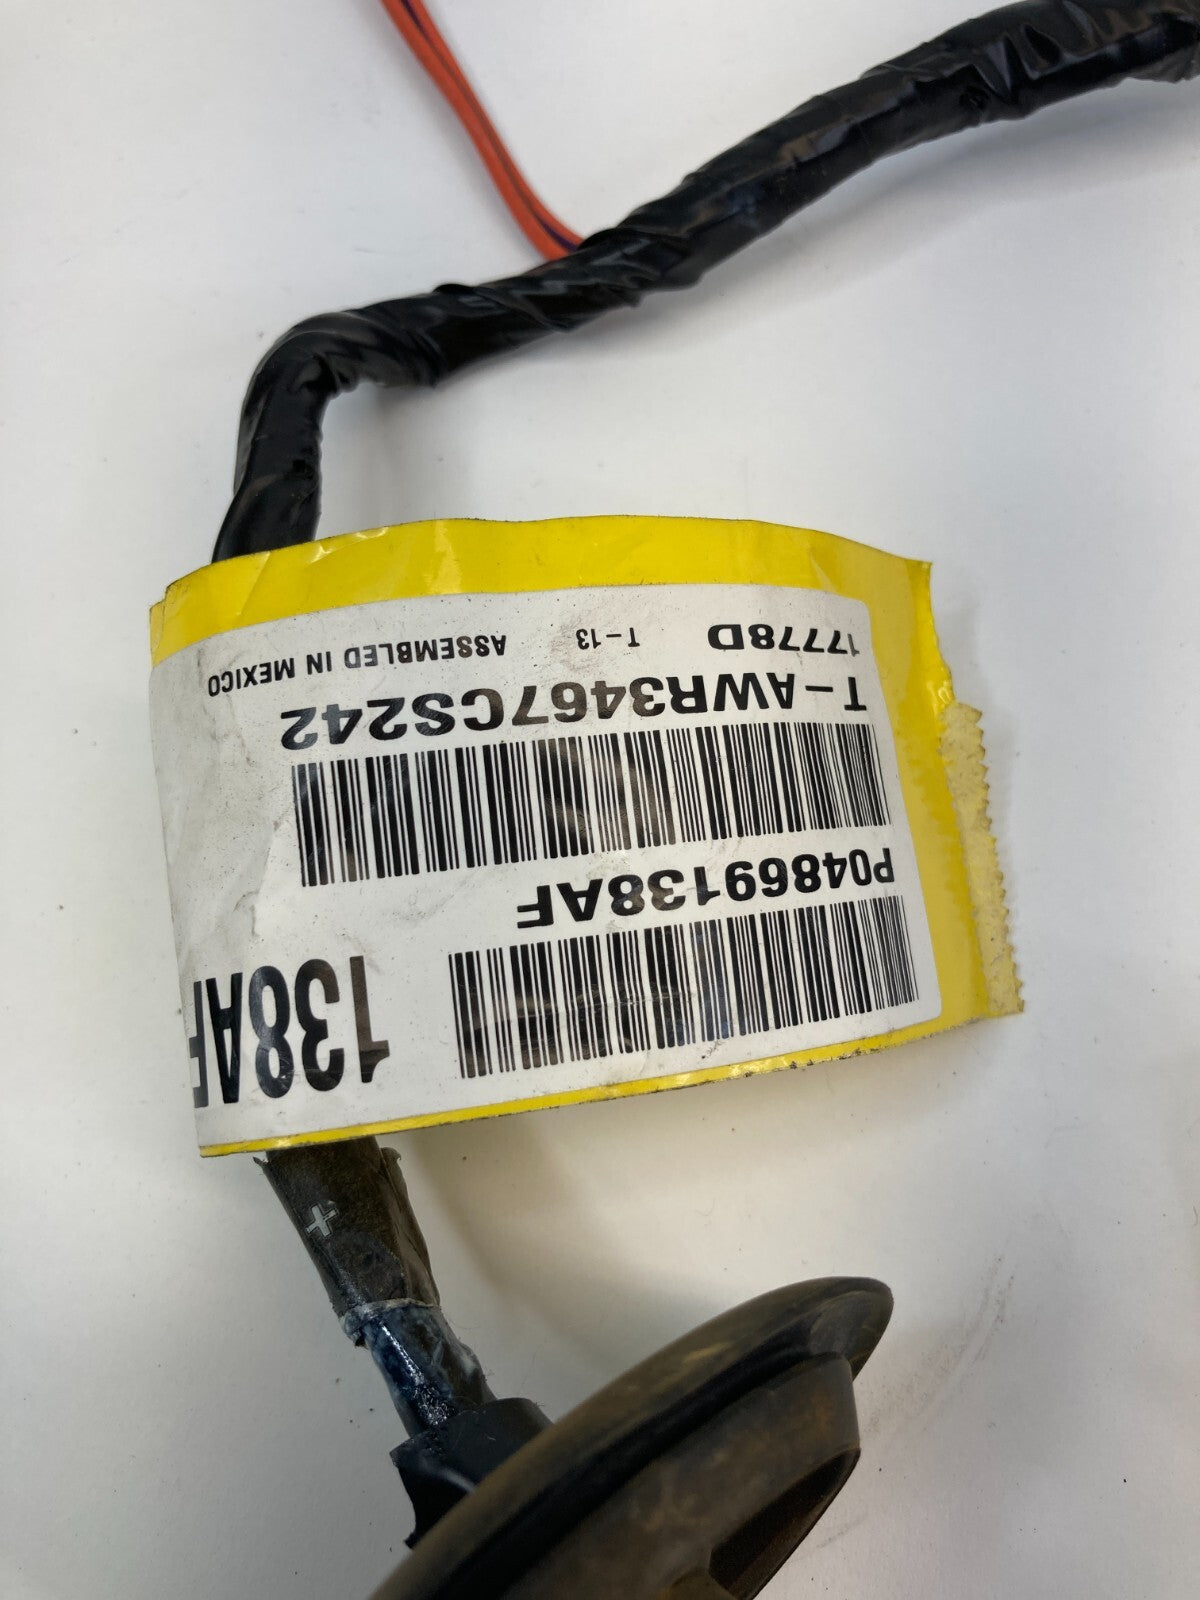 138AF
P04869138AF
T-AWR3467CS242
17778D T-13 ASSEMBLED IN MEXICO